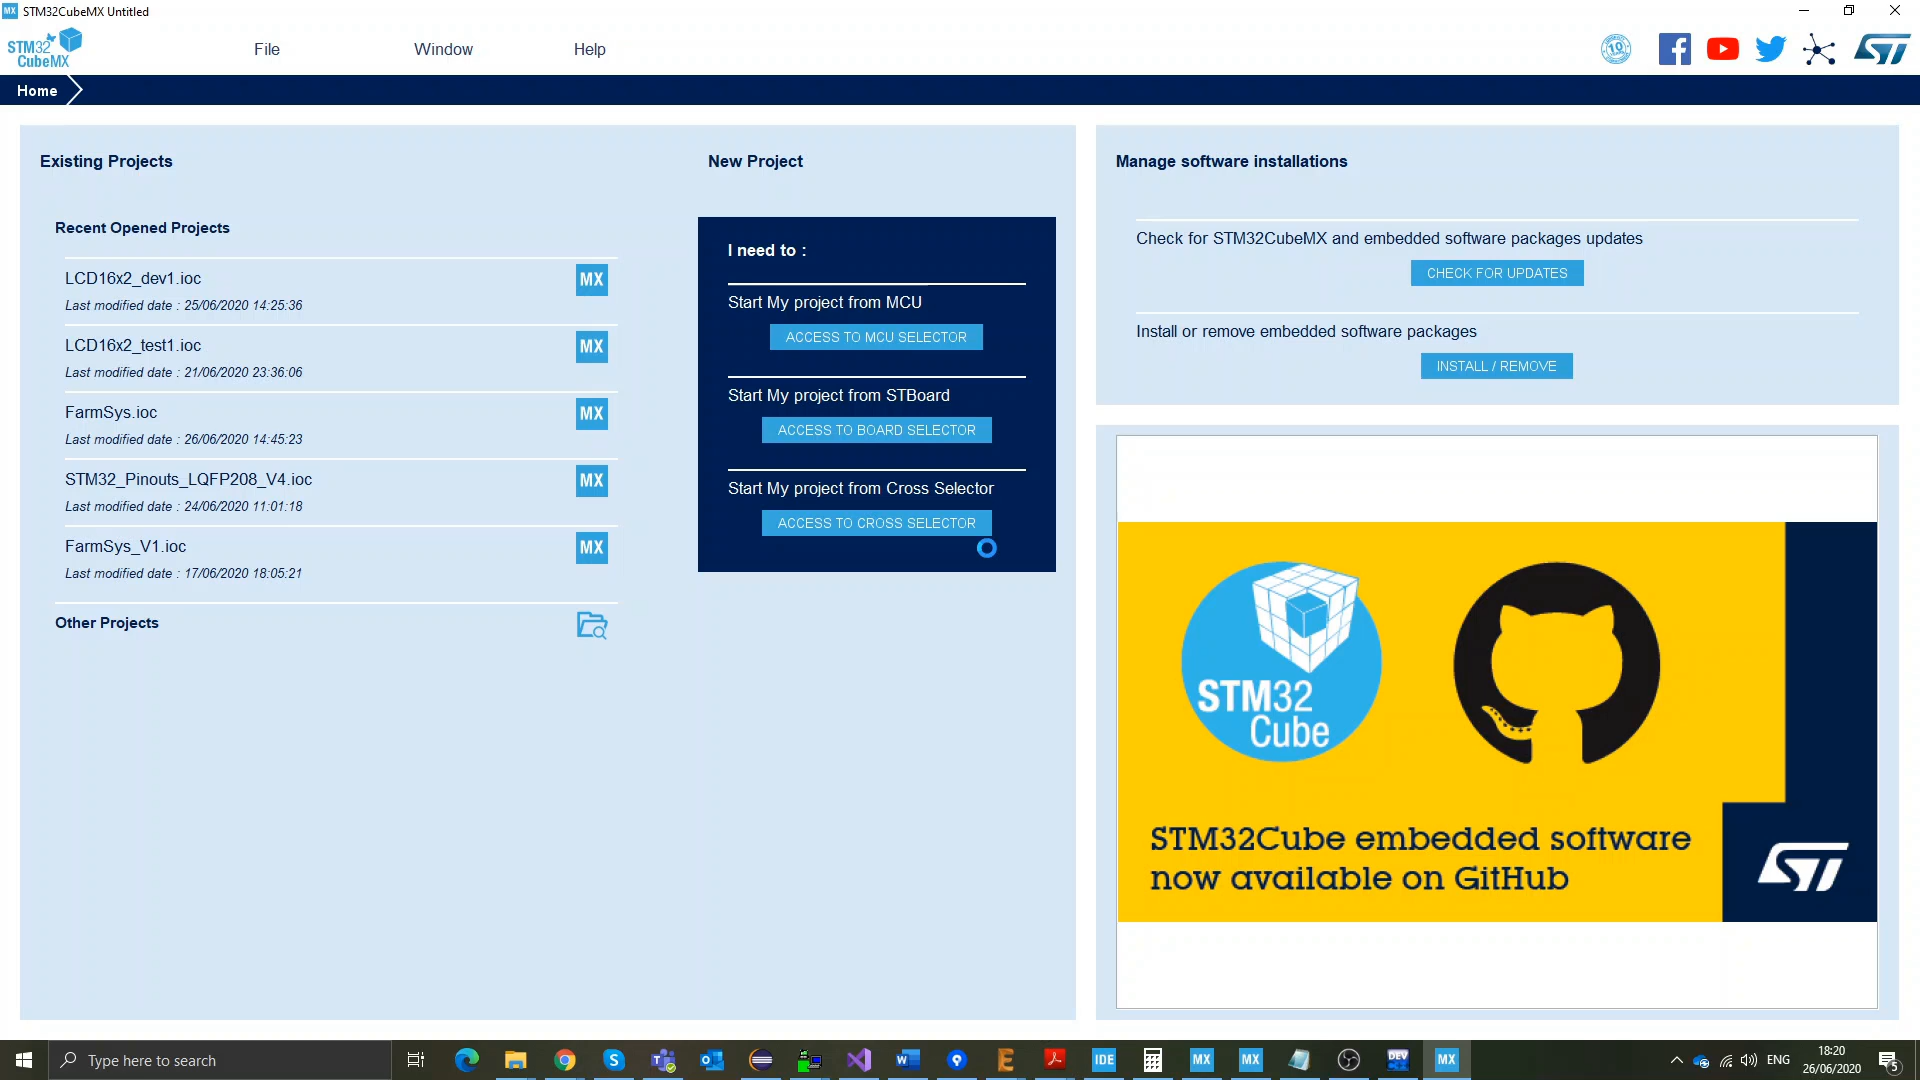 MX STM32CubeMX Untitled
STM32
CubeMX
File
Window
Help
10
Home
Existing Projects
Recent Opened Projects
LCD16x2_dev1.ioc
MX
Last modified date : 25/06/2020 14:25:36
LCD16x2_test1.ioc
MX
Last modified date : 21/06/2020 23:36:06
FarmSys.ioc
MX
Last modified date : 26/06/2020 14:45:23
STM32_Pinouts_LQFP208_V4.ioc
MX
Last modified date : 24/06/2020 11:01:18
FarmSys_V1.ioc
MX
Last modified date : 17/06/2020 18:05:21
Other Projects
New Project
I need to :
Start My project from MCU
ACCESS TO MCU SELECTOR
Start My project from STBoard
ACCESS TO BOARD SELECTOR
Start My project from Cross Selector
ACCESS TO CROSS SELECTOR
Manage software installations
Check for STM32CubeMX and embedded software packages updates
CHECK FOR UPDATES
Install or remove embedded software packages
INSTALL / REMOVE
STM32
Cube
STM32Cube embedded software
now available on GitHub
ST
Type here to search
IDE
MX
MX
DEV
MX
ENG
18:20
26/06/2020
5